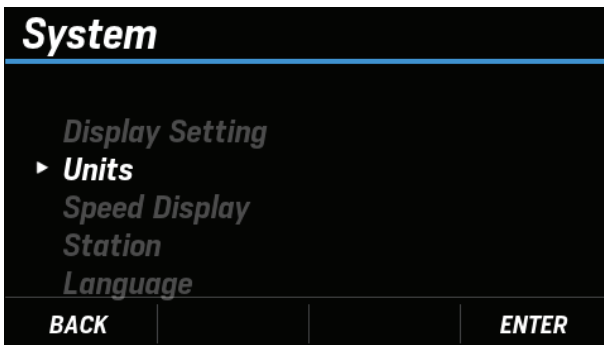 System
Display Setting
Units
Speed Display
Station
Language
BACK ENTER